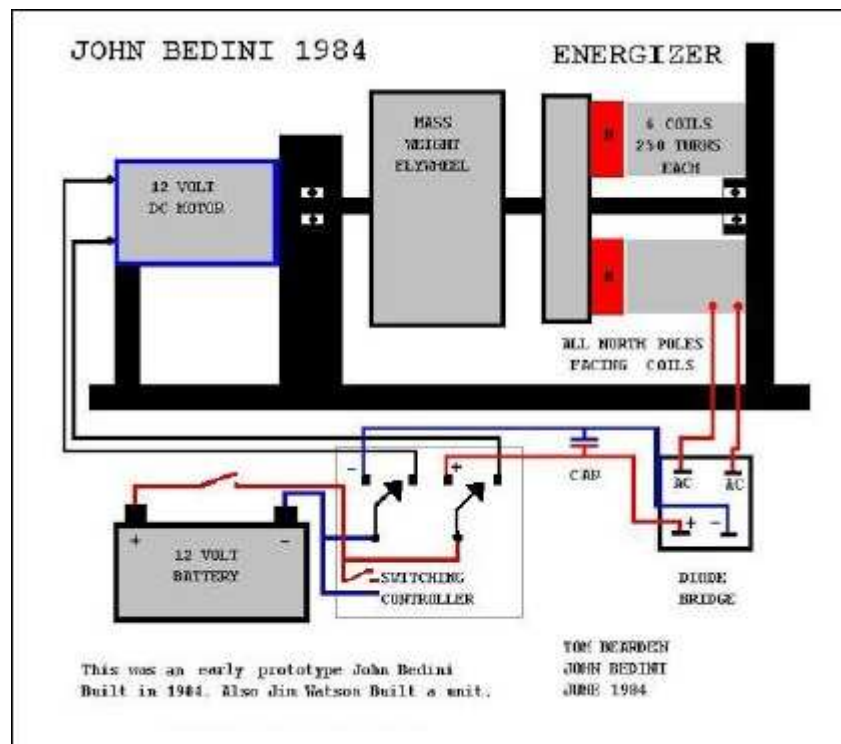 JOHN BEDINI 1984
ENERGIZER
MASS
WEIGHT
FLYWHEEL
N
6 COILS
250 TURNS
EACH
12 VOLT
DC MOTOR
N
ALL NORTH POLES
FACING COILS
-
+
CAP
AC
AC
+
-
+
-
12 VOLT
BATTERY
SWITCHING
CONTROLLER
DIODE
BRIDGE
This was an early prototype John Bedini
Built in 1984. Also Jim Watson Built a unit.
TOM BEARDEN
JOHN BEDINI
JUNE 1984